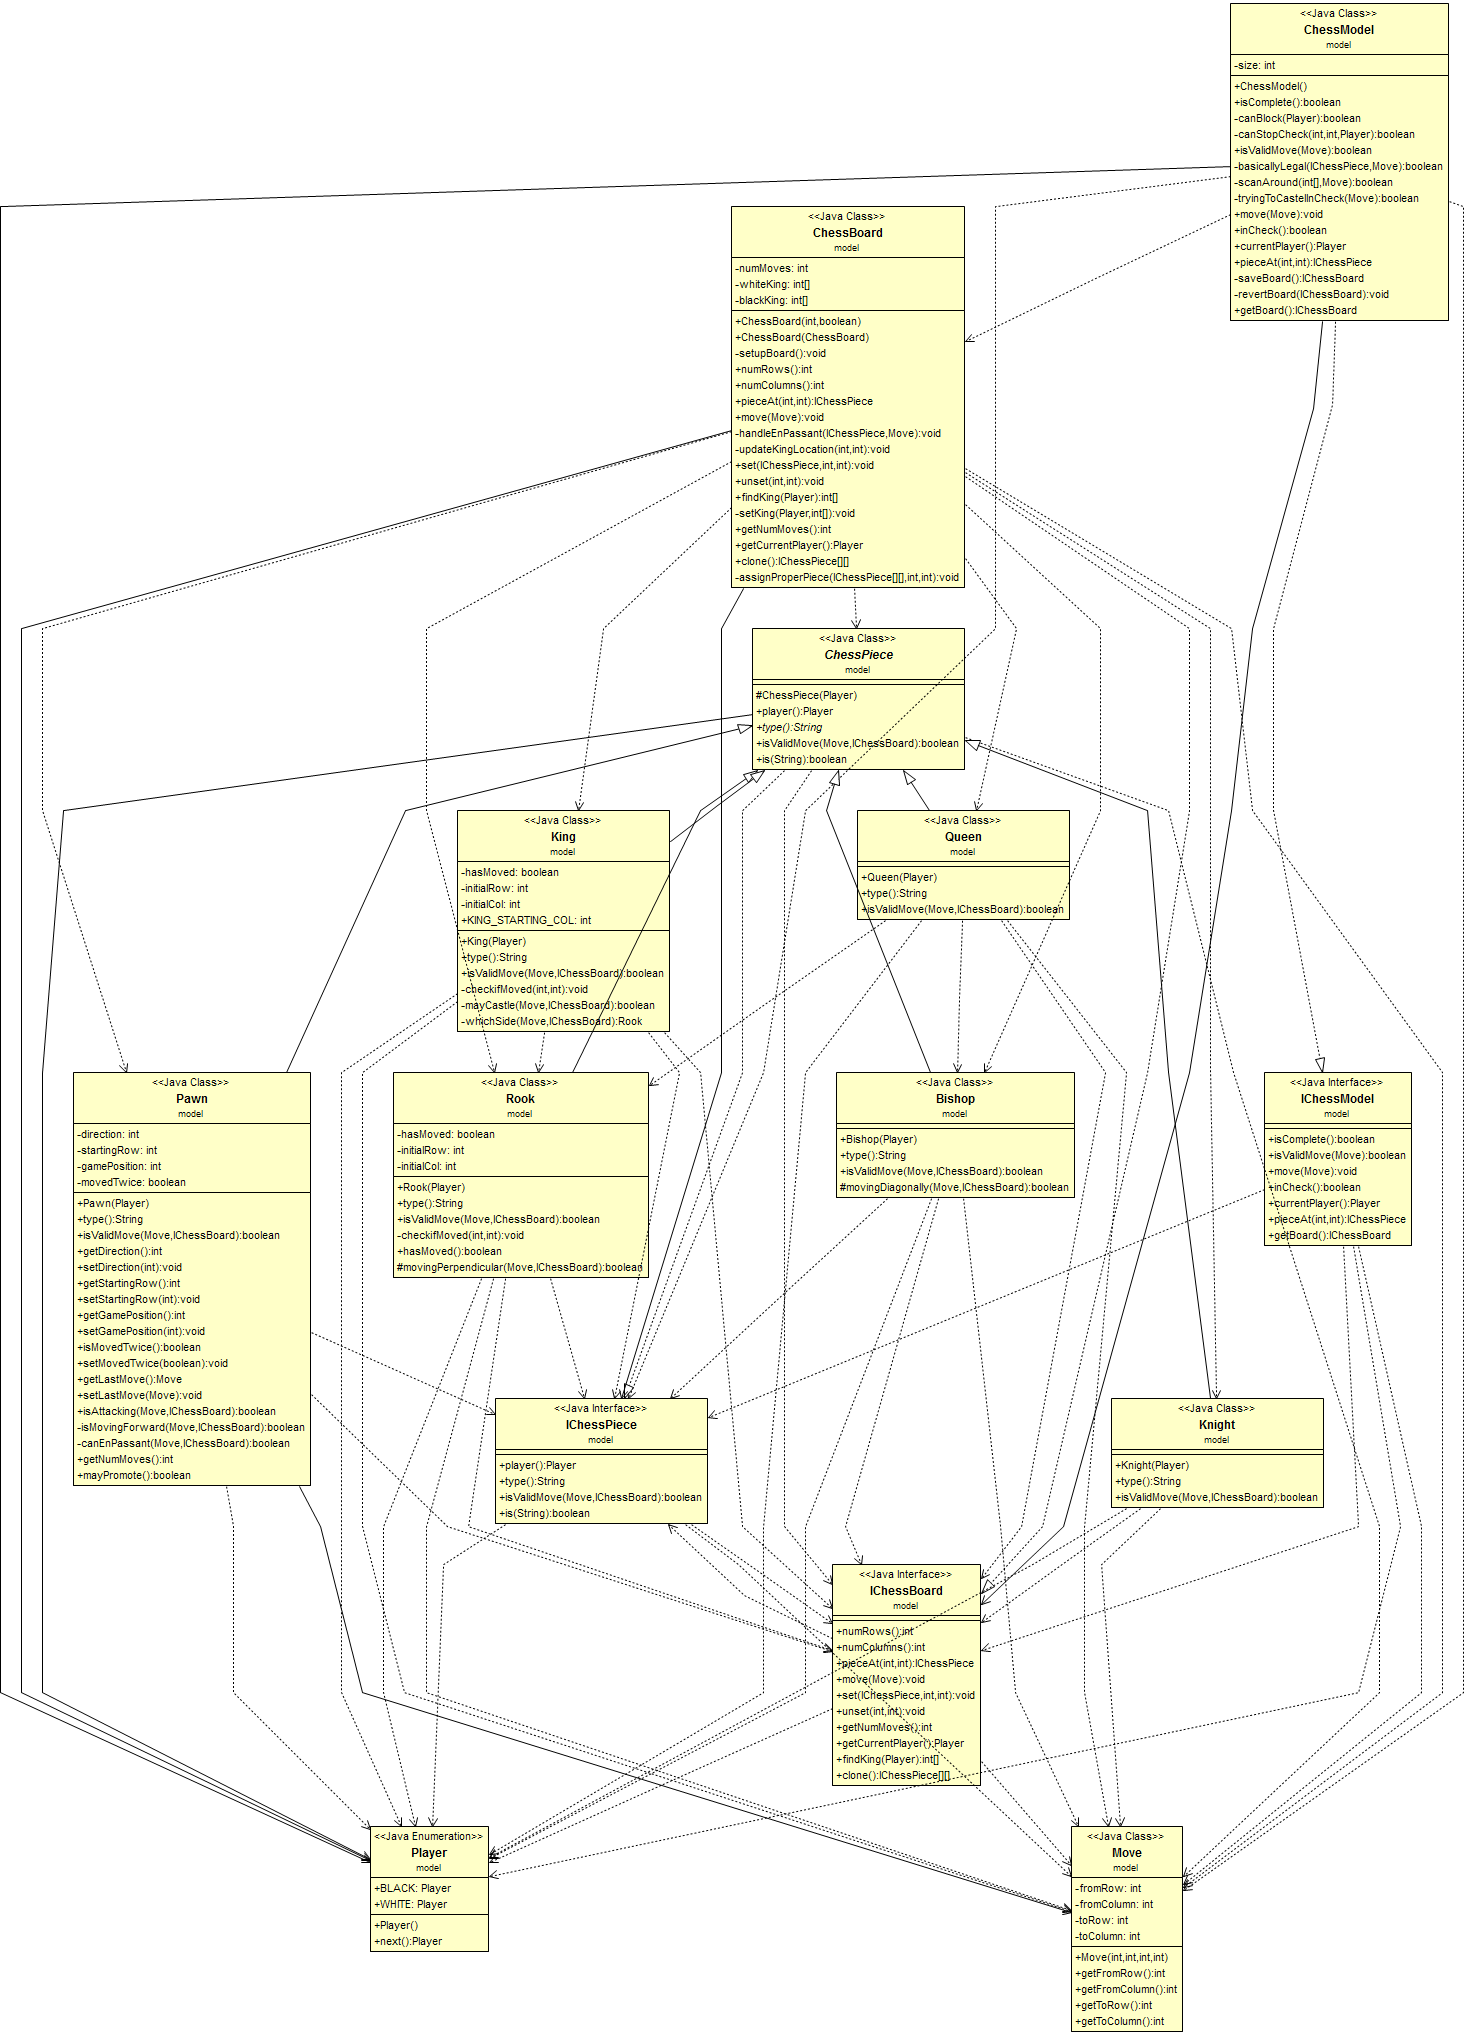 <<Java Class>>
ChessModel
model
-size: int
+ChessModel()
+isComplete():boolean
-canBlock(Player):boolean
-canStopCheck(int,int,Player):boolean
+isValidMove(Move):boolean
-basicallyLegal(IChessPiece,Move):boolean
-scanAround(int[],Move):boolean
-tryingToCastelInCheck(Move):boolean
+move(Move):void
+inCheck():boolean
+currentPlayer():Player
+pieceAt(int,int):IChessPiece
-saveBoard():IChessBoard
-revertBoard(IChessBoard):void
+getBoard():IChessBoard
<<Java Class>>
ChessBoard
model
-numMoves: int
-whiteKing: int[]
-blackKing: int[]
+ChessBoard(int,boolean)
+ChessBoard(ChessBoard)
-setupBoard():void
+numRows():int
+numColumns():int
+pieceAt(int,int):IChessPiece
+move(Move):void
-handleEnPassant(IChessPiece,Move):void
-updateKingLocation(int,int):void
+set(IChessPiece,int,int):void
+unset(int,int):void
+findKing(Player):int[]
-setKing(Player,int[]):void
+getNumMoves():int
+getCurrentPlayer():Player
+clone():IChessPiece[][]
-assignProperPiece(IChessPiece[][],int,int):void
<<Java Class>>
ChessPiece
model
#ChessPiece(Player)
+player():Player
+type():String
+isValidMove(Move,IChessBoard):boolean
+is(String):boolean
<<Java Class>>
King
model
-hasMoved: boolean
-initialRow: int
-initialCol: int
+KING_STARTING_COL: int
+King(Player)
+type():String
+isValidMove(Move,IChessBoard):boolean
-checkifMoved(int,int):void
-mayCastle(Move,IChessBoard):boolean
-whichSide(Move,IChessBoard):Rook
<<Java Class>>
Queen
model
+Queen(Player)
+type():String
+isValidMove(Move,IChessBoard):boolean
<<Java Class>>
Pawn
model
-direction: int
-startingRow: int
-gamePosition: int
-movedTwice: boolean
+Pawn(Player)
+type():String
+isValidMove(Move,IChessBoard):boolean
+getDirection():int
+setDirection(int):void
+getStartingRow():int
+setStartingRow(int):void
+getGamePosition():int
+setGamePosition(int):void
+isMovedTwice():boolean
+setMovedTwice(boolean):void
+getLastMove():Move
+setLastMove(Move):void
+isAttacking(Move,IChessBoard):boolean
-isMovingForward(Move,IChessBoard):boolean
-canEnPassant(Move,IChessBoard):boolean
+getNumMoves():int
+mayPromote():boolean
<<Java Class>>
Rook
model
-hasMoved: boolean
-initialRow: int
-initialCol: int
+Rook(Player)
+type():String
+isValidMove(Move,IChessBoard):boolean
-checkifMoved(int,int):void
+hasMoved():boolean
#movingPerpendicular(Move,IChessBoard):boolean
<<Java Class>>
Bishop
model
+Bishop(Player)
+type():String
+isValidMove(Move,IChessBoard):boolean
#movingDiagonally(Move,IChessBoard):boolean
<<Java Interface>>
IChessModel
model
+isComplete():boolean
+isValidMove(Move):boolean
+move(Move):void
+inCheck():boolean
+currentPlayer():Player
+pieceAt(int,int):IChessPiece
+getBoard():IChessBoard
<<Java Interface>>
IChessPiece
model
+player():Player
+type():String
+isValidMove(Move,IChessBoard):boolean
+is(String):boolean
<<Java Class>>
Knight
model
+Knight(Player)
+type():String
+isValidMove(Move,IChessBoard):boolean
<<Java Interface>>
IChessBoard
model
+numRows():int
+numColumns():int
+pieceAt(int,int):IChessPiece
+move(Move):void
+set(IChessPiece,int,int):void
+unset(int,int):void
+getNumMoves():int
+getCurrentPlayer():Player
+findKing(Player):int[]
+clone():IChessPiece[][]
<<Java Enumeration>>
Player
model
+BLACK: Player
+WHITE: Player
+Player()
+next():Player
<<Java Class>>
Move
model
-fromRow: int
-fromColumn: int
-toRow: int
-toColumn: int
+Move(int,int,int,int)
+getFromRow():int
+getFromColumn():int
+getToRow():int
+getToColumn():int